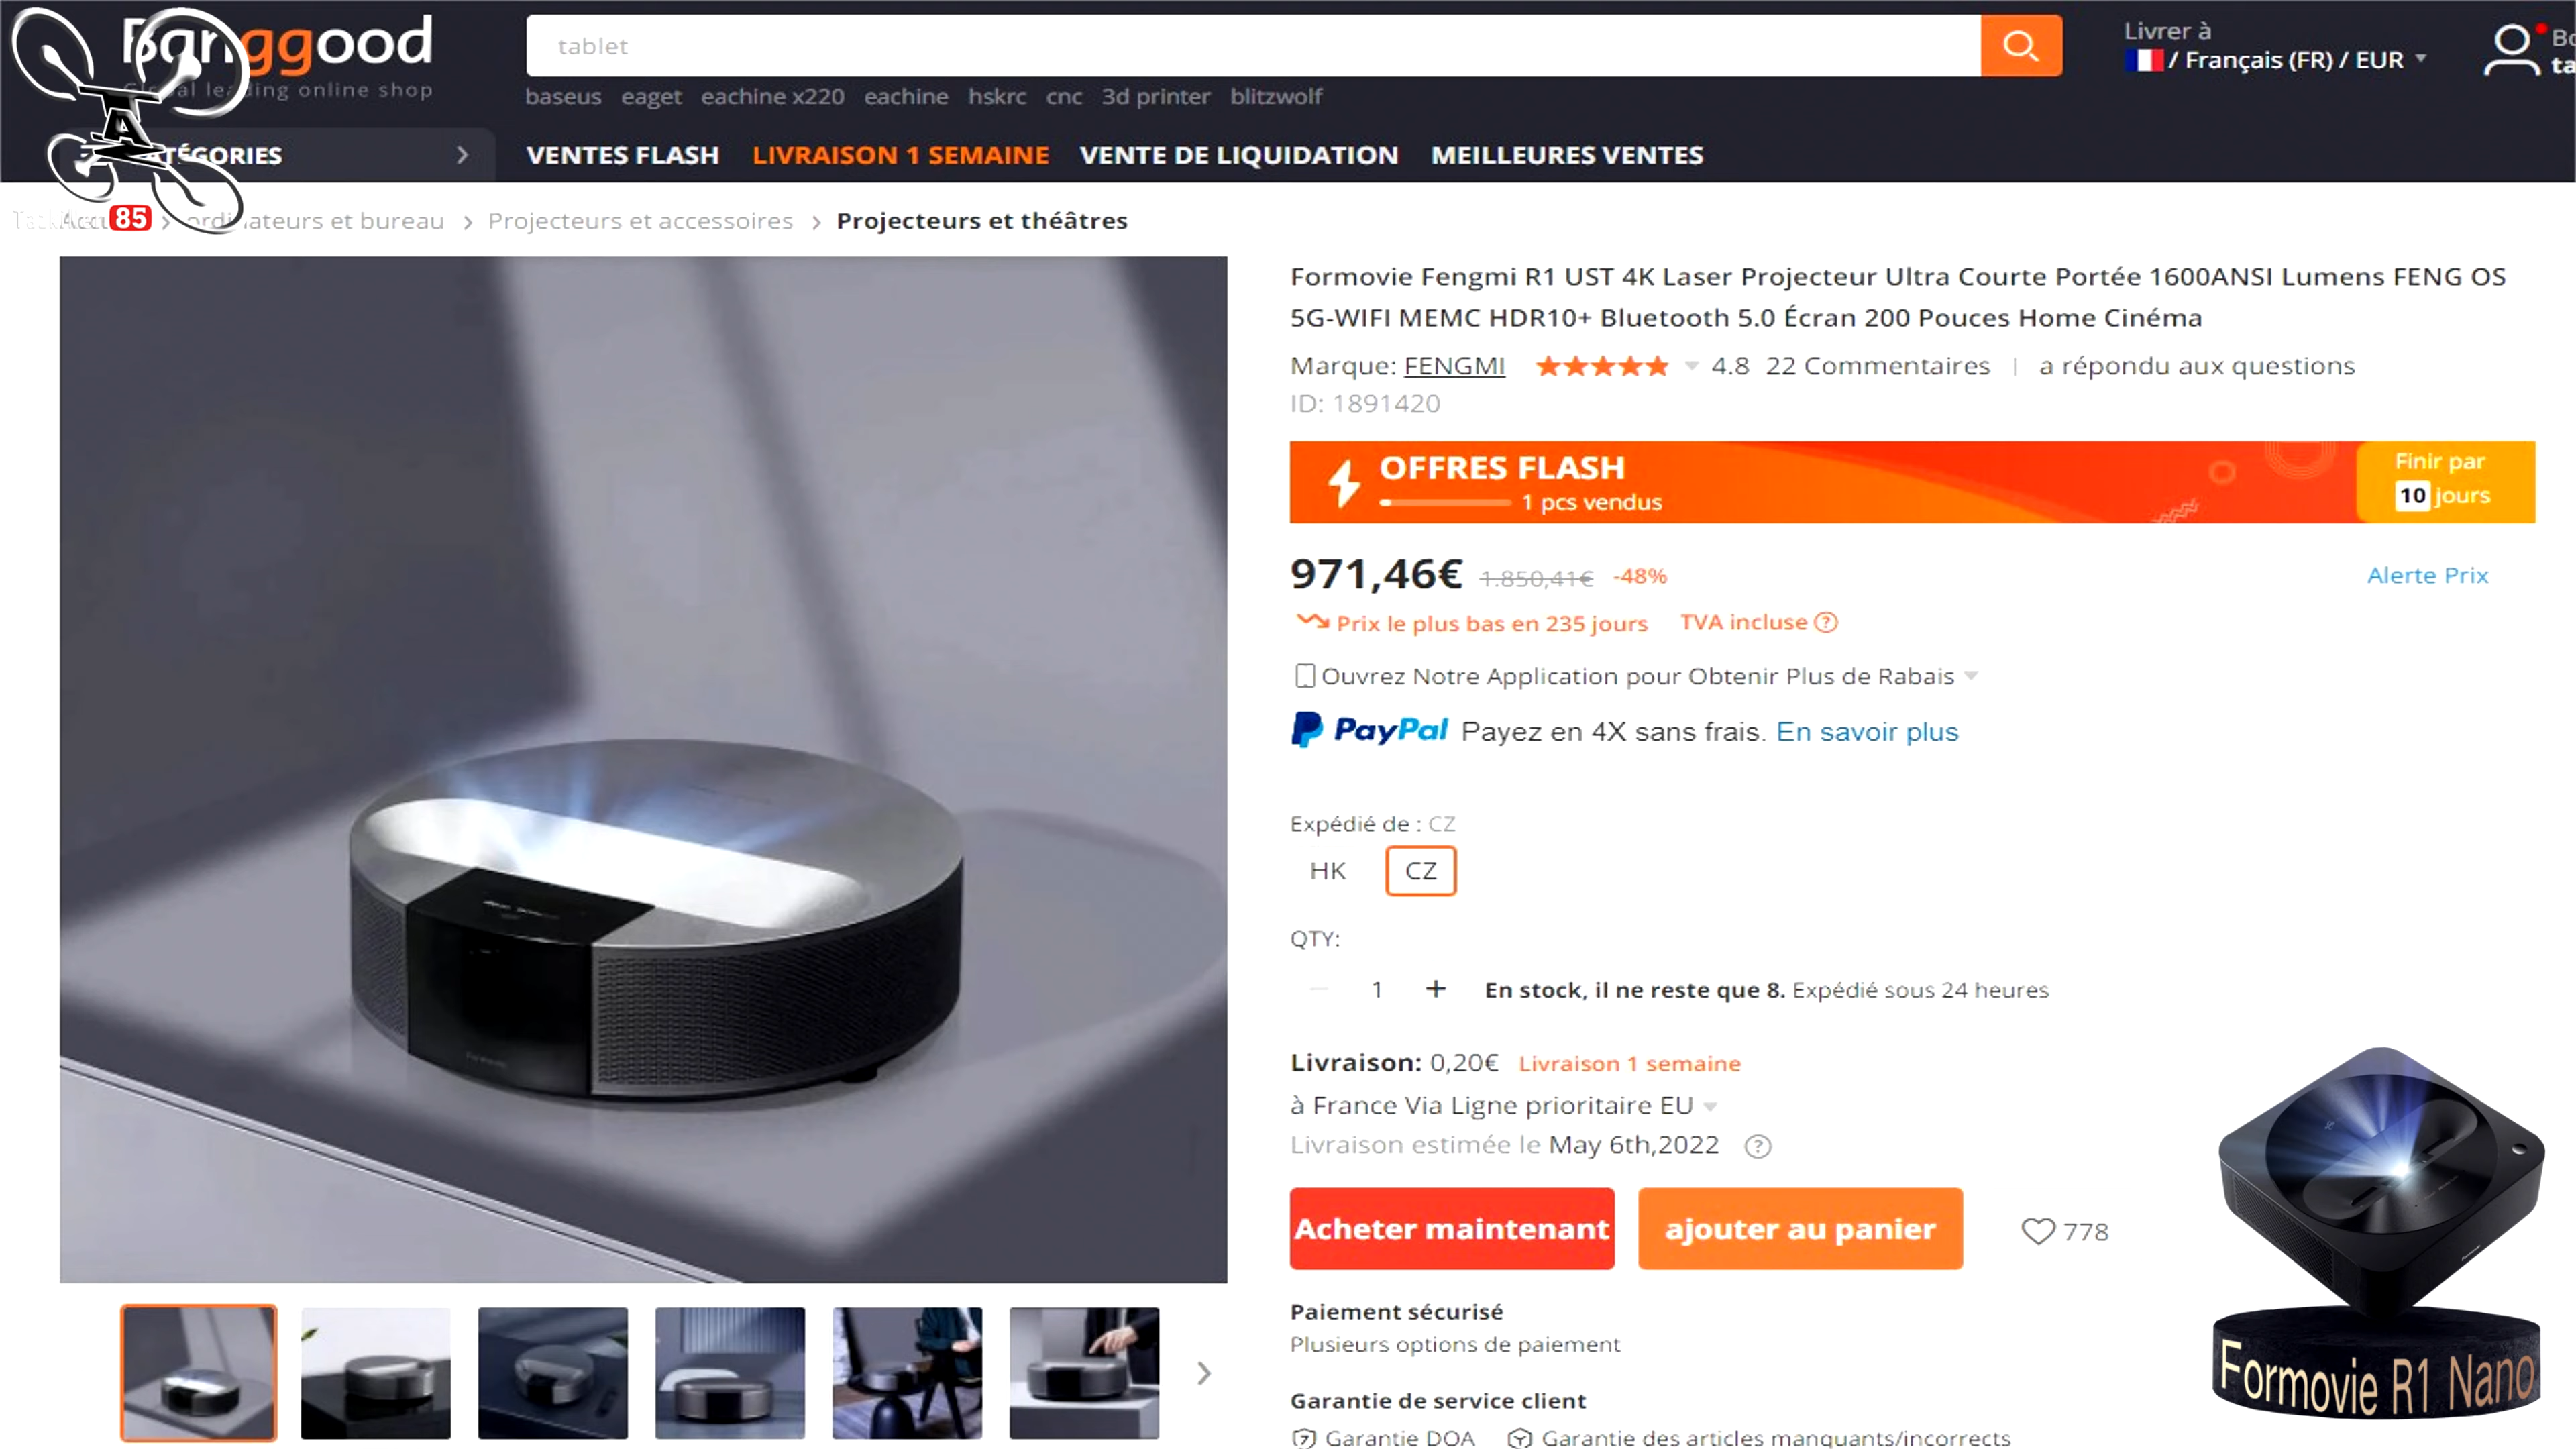 Banggood
Global leading online shop
tablet
baseus eaget eachine x220 eachine hskrc cnc 3d printer blitzwolf
Livrer à
/ Français (FR) / EUR
A
ATÉGORIES
VENTES FLASH LIVRAISON 1 SEMAINE VENTE DE LIQUIDATION MEILLEURES VENTES
85
ordinateurs et bureau > Projecteurs et accessoires > Projecteurs et théâtres
Formovie Fengmi R1 UST 4K Laser Projecteur Ultra Courte Portée 1600ANSI Lumens FENG OS
5G-WIFI MEMC HDR10+ Bluetooth 5.0 Écran 200 Pouces Home Cinéma
Marque: FENGMI 4.8 22 Commentaires | a répondu aux questions
ID: 1891420
OFFRES FLASH
1 pcs vendus
Finir par
10 jours
971,46€ 1.850,41€ -48%
Alerte Prix
Prix le plus bas en 235 jours TVA incluse ?
Ouvrez Notre Application pour Obtenir Plus de Rabais
PayPal Payez en 4X sans frais. En savoir plus
Expédié de : CZ
HK CZ
QTY:
− 1 + En stock, il ne reste que 8. Expédié sous 24 heures
Livraison: 0,20€ Livraison 1 semaine
à France Via Ligne prioritaire EU
Livraison estimée le May 6th,2022 ?
Acheter maintenant ajouter au panier 778
Paiement sécurisé
Plusieurs options de paiement
Garantie de service client
Garantie DOA Garantie des articles manquants/incorrects
Formovie R1 Nano